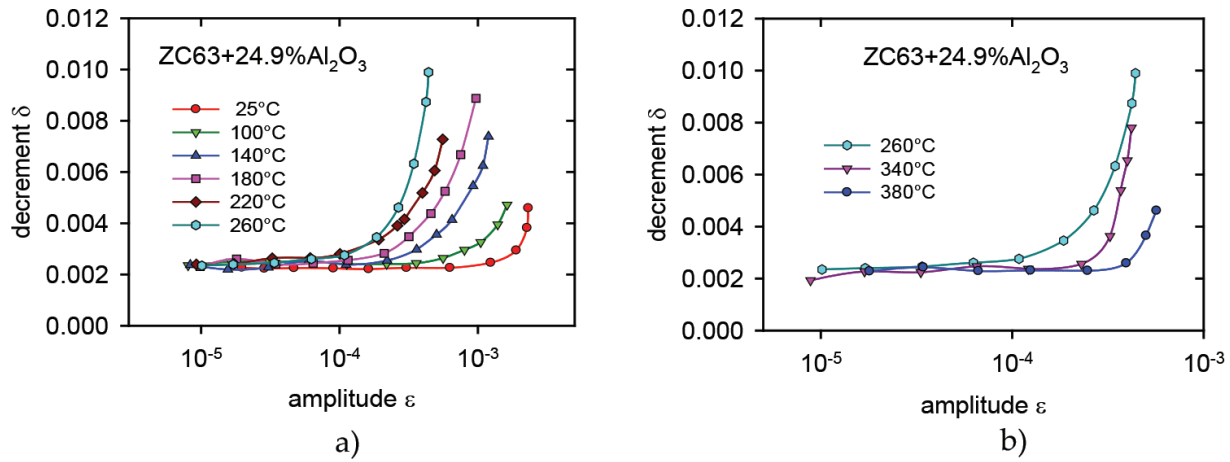 ZC63+24.9%Al₂O₃
decrement δ
0.012
0.010
0.008
0.006
0.004
0.002
0.000
25°C
100°C
140°C
180°C
220°C
260°C
10⁻⁵
10⁻⁴
10⁻³
amplitude ε
a)
ZC63+24.9%Al₂O₃
decrement δ
0.012
0.010
0.008
0.006
0.004
0.002
0.000
260°C
340°C
380°C
10⁻⁵
10⁻⁴
10⁻³
amplitude ε
b)